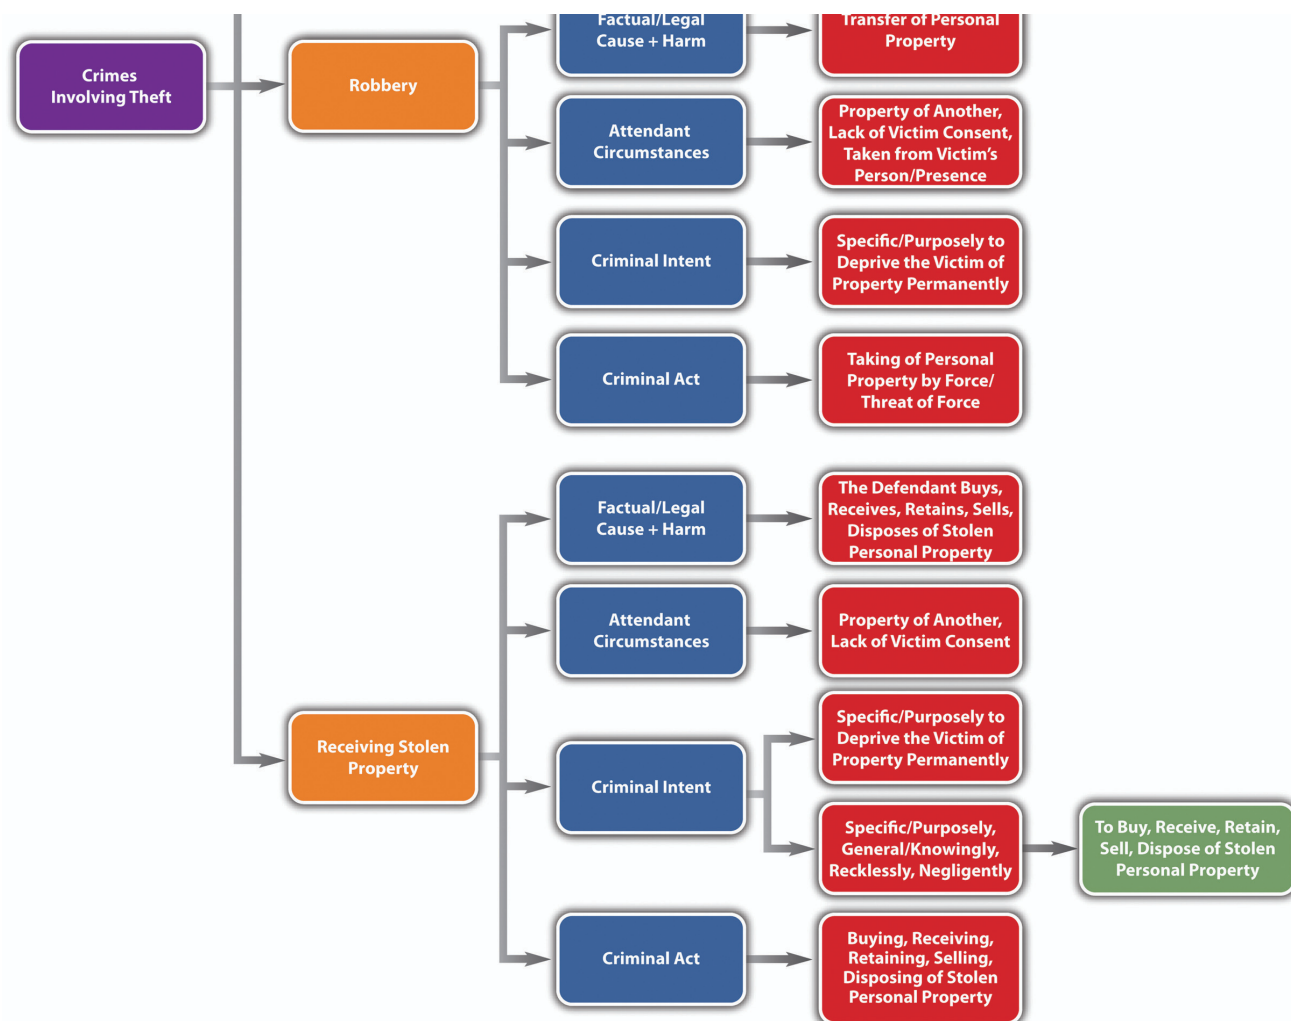 Crimes
Involving Theft
Robbery
Factual/Legal
Cause + Harm
Transfer of Personal
Property
Attendant
Circumstances
Property of Another,
Lack of Victim Consent,
Taken from Victim's
Person/Presence
Criminal Intent
Specific/Purposely to
Deprive the Victim of
Property Permanently
Criminal Act
Taking of Personal
Property by Force/
Threat of Force
Receiving Stolen
Property
Factual/Legal
Cause + Harm
The Defendant Buys,
Receives, Retains, Sells,
Disposes of Stolen
Personal Property
Attendant
Circumstances
Property of Another,
Lack of Victim Consent
Criminal Intent
Specific/Purposely to
Deprive the Victim of
Property Permanently
Specific/Purposely,
General/Knowingly,
Recklessly, Negligently
To Buy, Receive, Retain,
Sell, Dispose of Stolen
Personal Property
Criminal Act
Buying, Receiving,
Retaining, Selling,
Disposing of Stolen
Personal Property